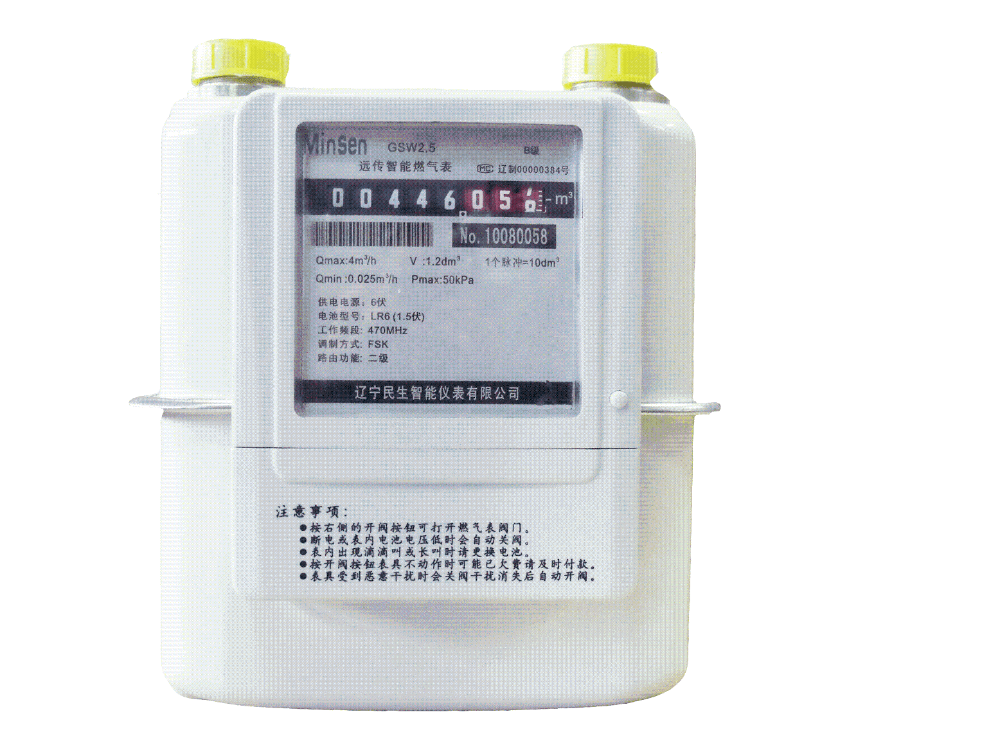 Minsen GSW2.5 B级
远传智能燃气表 MC 辽制00000384号
00446.05 m³
No.10080058
Qmax:4m³/h V :1.2dm³ 1个脉冲=10dm³
Qmin:0.025m³/h Pmax:50kPa
供电电源: 6伏
电池型号: LR6 (1.5伏)
工作频段: 470MHz
调制方式: FSK
路由功能: 二级
辽宁民生智能仪表有限公司
注意事项:
●按右侧的开阀按钮可打开燃气表阀门。
●断电或表内电池电压低时会自动关阀。
●表内出现滴滴叫或长叫时请更换电池。
●按开阀按钮表具不动作时可能已欠费请及时付款。
●表具受到恶意干扰时会关阀干扰消失后自动开阀。